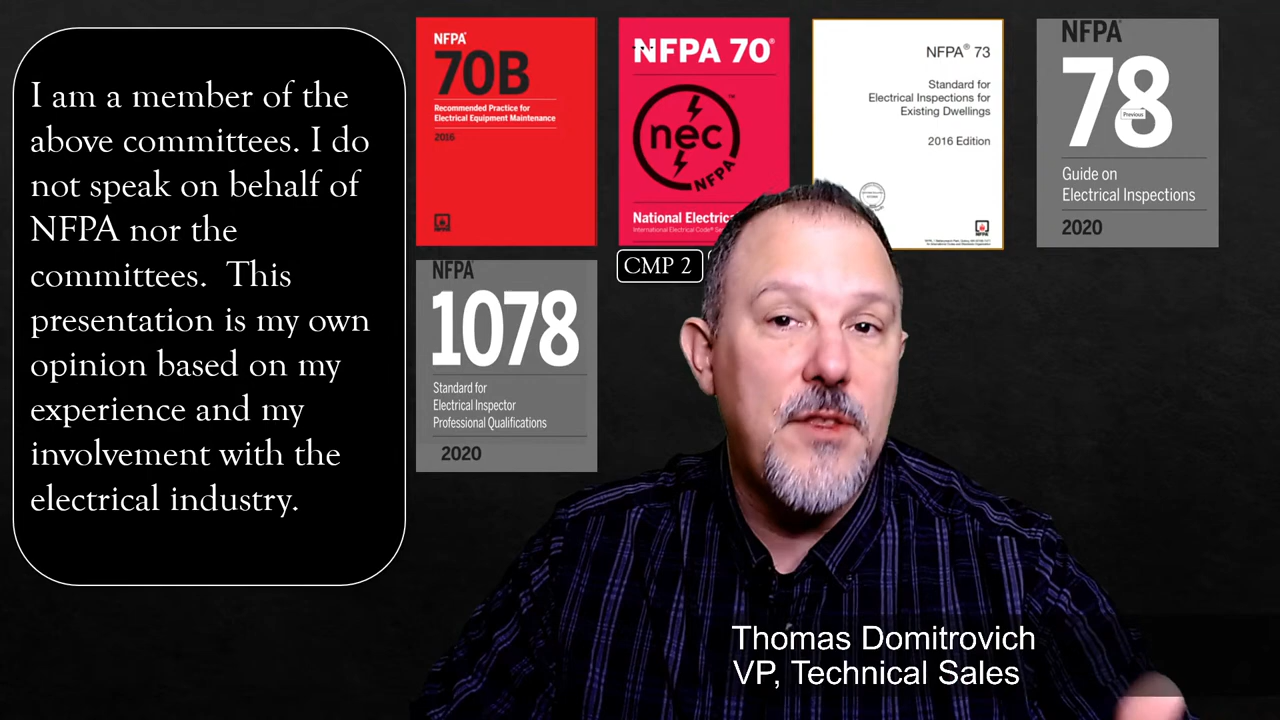 I am a member of the
above committees. I do
not speak on behalf of
NFPA nor the
committees.  This
presentation is my own
opinion based on my
experience and my
involvement with the
electrical industry.
NFPA®
70B
Recommended Practice for
Electrical Equipment Maintenance
2016
NFPA 70®
nec
NFPA
National Electrical
CMP 2
NFPA® 73
Standard for
Electrical Inspections for
Existing Dwellings
2016 Edition
NFPA
NFPA®
78
Previous
Guide on
Electrical Inspections
2020
NFPA®
1078
Standard for
Electrical Inspector
Professional Qualifications
2020
Thomas Domitrovich
VP, Technical Sales